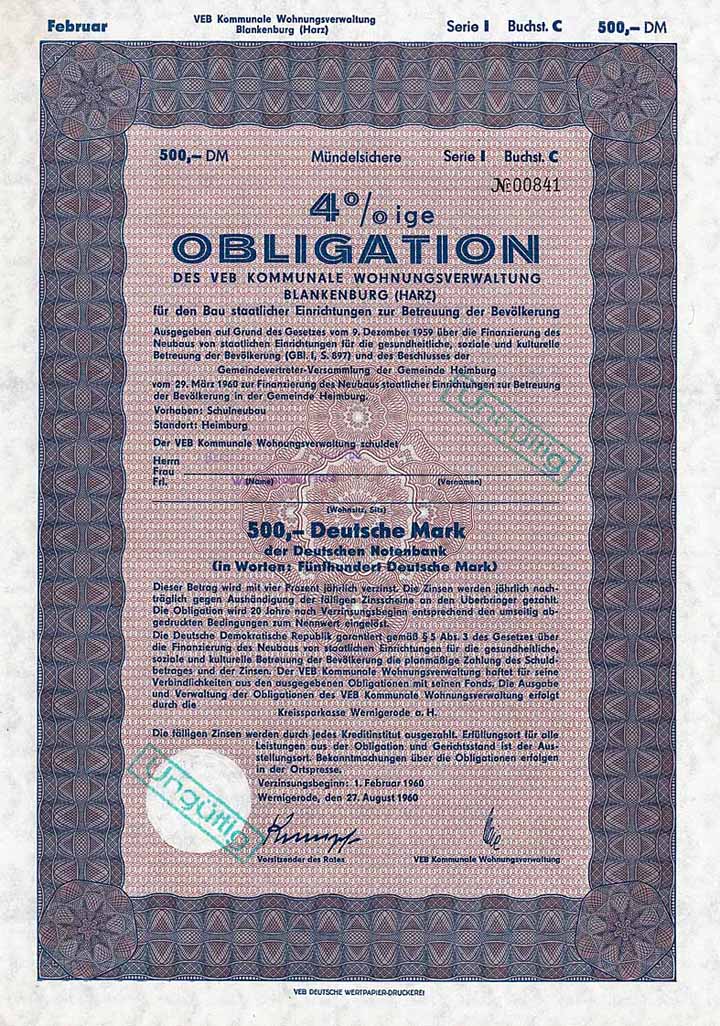 Februar VEB Kommunale Wohnungsverwaltung Serie I Buchst. C 500,– DM
Blankenburg (Harz)
500,– DM Mündelsichere Serie I Buchst. C
№ 00841
4%ige
OBLIGATION
DES VEB KOMMUNALE WOHNUNGSVERWALTUNG
BLANKENBURG (HARZ)
für den Bau staatlicher Einrichtungen zur Betreuung der Bevölkerung
Ausgegeben auf Grund des Gesetzes vom 9. Dezember 1959 über die Finanzierung des
Neubaus von staatlichen Einrichtungen für die gesundheitliche, soziale und kulturelle
Betreuung der Bevölkerung (GBl. I, S. 897) und des Beschlusses der
Gemeindevertreter-Versammlung der Gemeinde Heimburg
vom 29. März 1960 zur Finanzierung des Neubaus staatlicher Einrichtungen zur Betreuung
der Bevölkerung in der Gemeinde Heimburg.
Vorhaben: Schulneubau
Standort: Heimburg
Ungültig
Der VEB Kommunale Wohnungsverwaltung schuldet
Herrn
Frau
Frl. (Name) (Vornamen)
(Wohnsitz, Sitz)
500,– Deutsche Mark
der Deutschen Notenbank
(in Worten: Fünfhundert Deutsche Mark)
Dieser Betrag wird mit vier Prozent jährlich verzinst. Die Zinsen werden jährlich nach-
träglich gegen Aushändigung der fälligen Zinsscheine an den Überbringer gezahlt.
Die Obligation wird 20 Jahre nach Verzinsungsbeginn entsprechend den umseitig ab-
gedruckten Bedingungen zum Nennwert eingelöst.
Die Deutsche Demokratische Republik garantiert gemäß § 5 Abs. 3 des Gesetzes über
die Finanzierung des Neubaus von staatlichen Einrichtungen für die gesundheitliche,
soziale und kulturelle Betreuung der Bevölkerung die planmäßige Zahlung des Schuld-
betrages und der Zinsen. Der VEB Kommunale Wohnungsverwaltung haftet für seine
Verbindlichkeiten aus den ausgegebenen Obligationen mit seinen Fonds. Die Ausgabe
und Verwaltung der Obligationen des VEB Kommunale Wohnungsverwaltung erfolgt
durch die
Kreissparkasse Wernigerode a. H.
Die fälligen Zinsen werden durch jedes Kreditinstitut ausgezahlt. Erfüllungsort für alle
Leistungen aus der Obligation und Gerichtsstand ist der Aus-
stellungsort. Bekanntmachungen über die Obligationen erfolgen
in der Ortspresse.
Verzinsungsbeginn: 1. Februar 1960
Wernigerode, den 27. August 1960
Ungültig
Vorsitzender des Rates VEB Kommunale Wohnungsverwaltung
VEB DEUTSCHE WERTPAPIER-DRUCKEREI